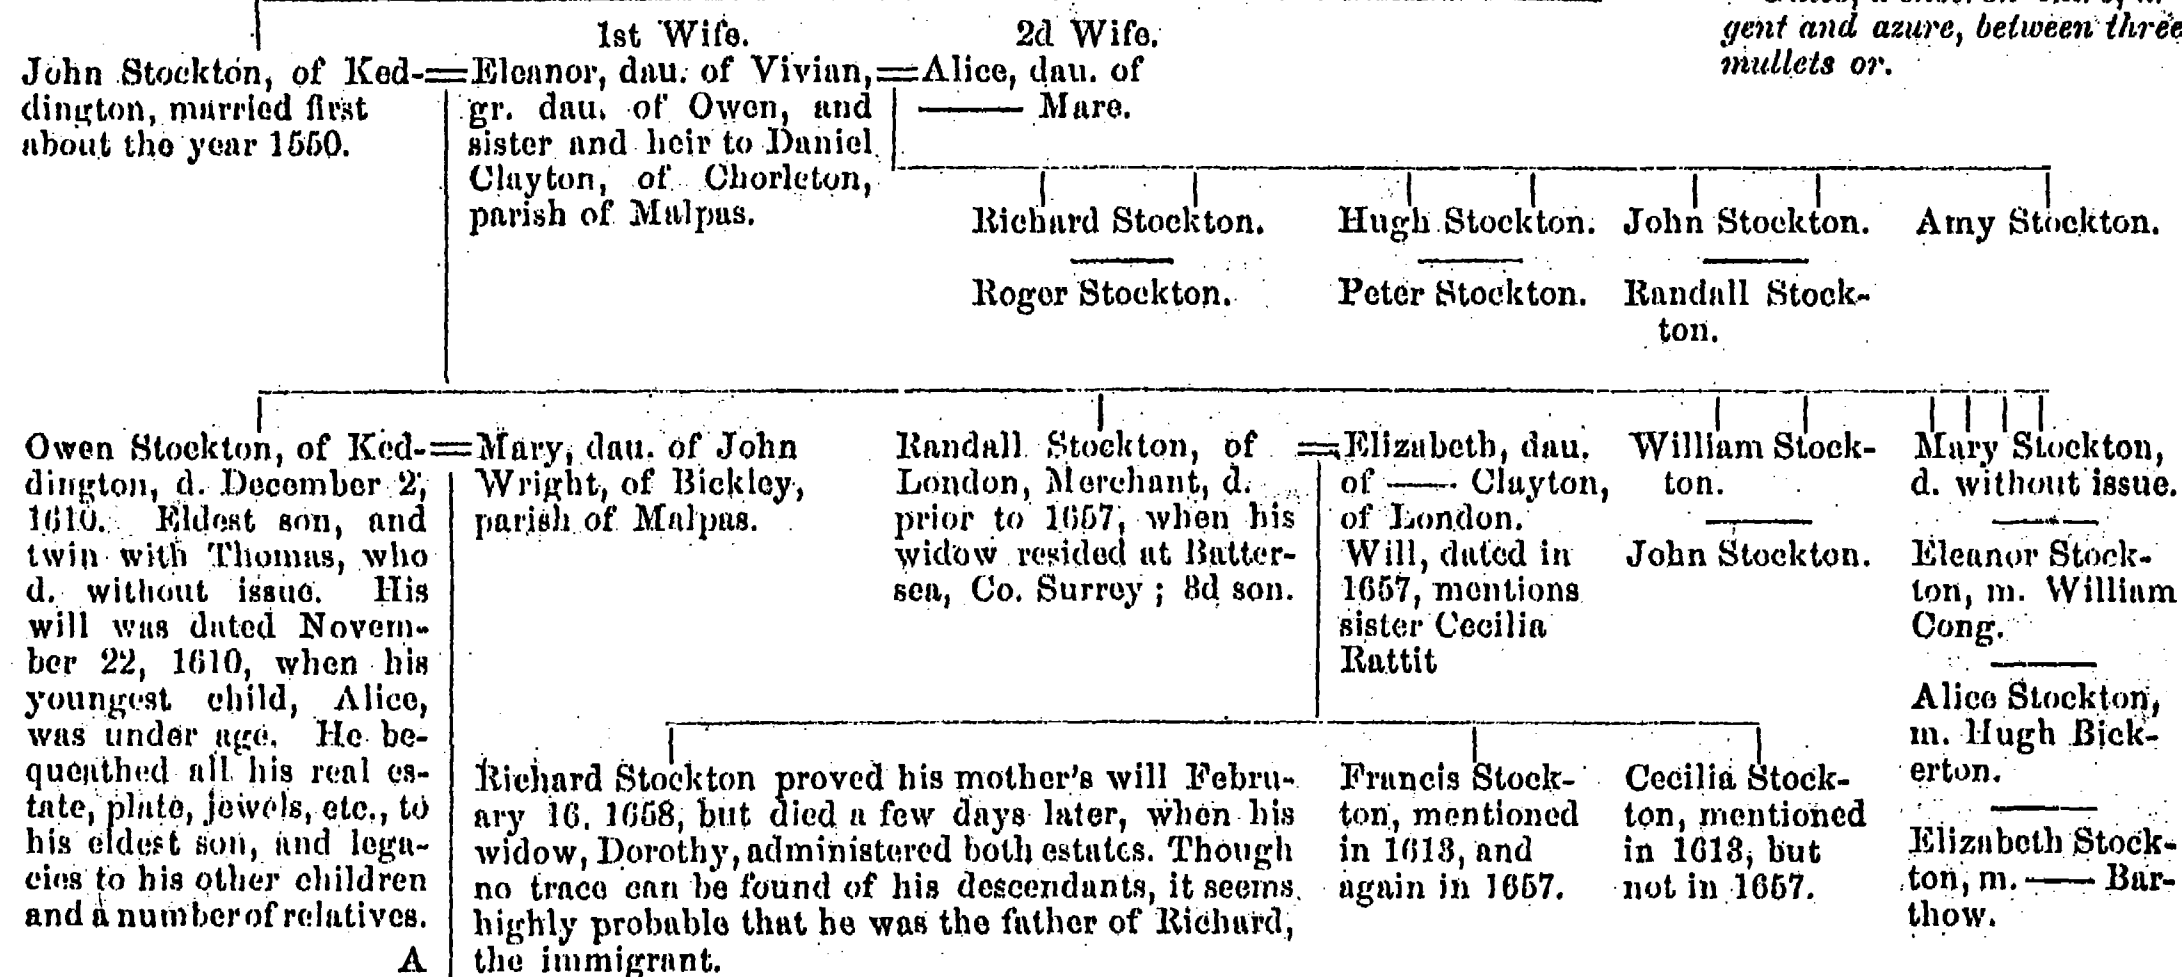 1st Wife.
2d Wife.
gent and azure, between three
mullets or.
John Stockton, of Ked-
dington, married first
about the year 1550.
Eleanor, dau. of Vivian,
gr. dau. of Owen, and
sister and heir to Daniel
Clayton, of Chorleton,
parish of Malpas.
Alice, dau. of
—— Mare.
Richard Stockton.
Roger Stockton.
Hugh Stockton.
Peter Stockton.
John Stockton.
Randall Stock-
ton.
Amy Stockton.
Owen Stockton, of Ked-
dington, d. December 2,
1610. Eldest son, and
twin with Thomas, who
d. without issue. His
will was dated Novem-
ber 22, 1610, when his
youngest child, Alice,
was under age. He be-
queathed all his real es-
tate, plate, jewels, etc., to
his eldest son, and lega-
cies to his other children
and a number of relatives.
A
Mary, dau. of John
Wright, of Bickley,
parish of Malpas.
Randall Stockton, of
London, Merchant, d.
prior to 1657, when his
widow resided at Batter-
sea, Co. Surrey; 3d son.
Elizabeth, dau.
of —— Clayton,
of London.
Will, dated in
1657, mentions
sister Cecilia
Rattit
William Stock-
ton.
John Stockton.
Mary Stockton,
d. without issue.
Eleanor Stock-
ton, m. William
Cong.
Alice Stockton,
m. Hugh Bick-
erton.
Elizabeth Stock-
ton, m. —— Bar-
thow.
Richard Stockton proved his mother's will Febru-
ary 16, 1658, but died a few days later, when his
widow, Dorothy, administered both estates. Though
no trace can be found of his descendants, it seems
highly probable that he was the father of Richard,
the immigrant.
Francis Stock-
ton, mentioned
in 1613, and
again in 1657.
Cecilia Stock-
ton, mentioned
in 1613, but
not in 1657.